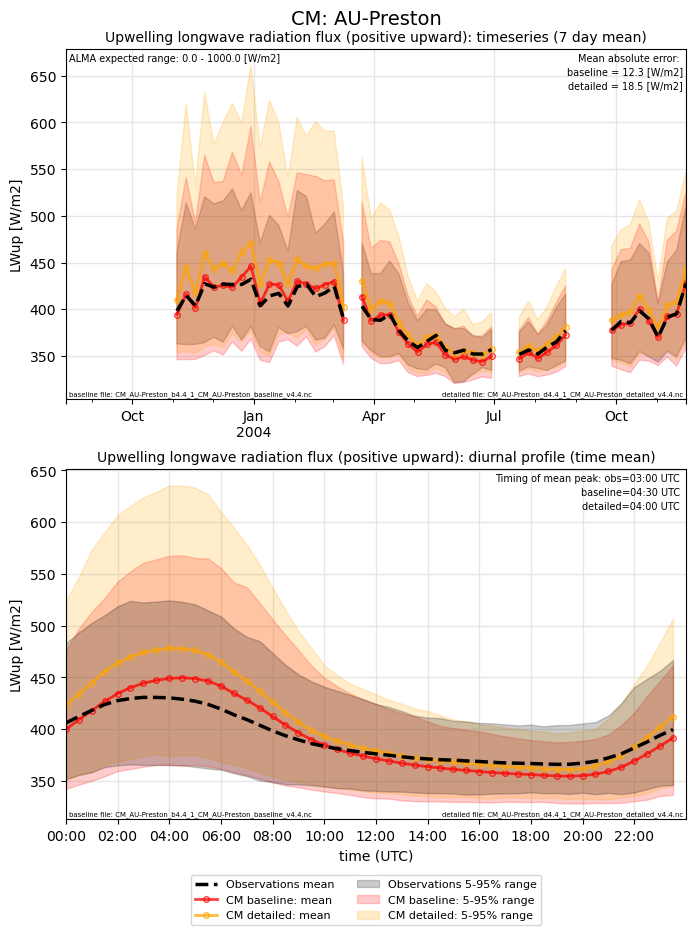 CM: AU-Preston
Upwelling longwave radiation flux (positive upward): timeseries (7 day mean)
ALMA expected range: 0.0 - 1000.0 [W/m2]
Mean absolute error:
baseline = 12.3 [W/m2]
detailed = 18.5 [W/m2]
650
600
550
500
450
400
350
LWup [W/m2]
baseline file: CM_AU-Preston_b4.4_1_CM_AU-Preston_baseline_v4.4.nc
detailed file: CM_AU-Preston_d4.4_1_CM_AU-Preston_detailed_v4.4.nc
Oct Jan Apr Jul Oct
2004
Upwelling longwave radiation flux (positive upward): diurnal profile (time mean)
Timing of mean peak: obs=03:00 UTC
baseline=04:30 UTC
detailed=04:00 UTC
650
600
550
500
450
400
350
LWup [W/m2]
baseline file: CM_AU-Preston_b4.4_1_CM_AU-Preston_baseline_v4.4.nc
detailed file: CM_AU-Preston_d4.4_1_CM_AU-Preston_detailed_v4.4.nc
00:00 02:00 04:00 06:00 08:00 10:00 12:00 14:00 16:00 18:00 20:00 22:00
time (UTC)
Observations mean
CM baseline: mean
CM detailed: mean
Observations 5-95% range
CM baseline: 5-95% range
CM detailed: 5-95% range